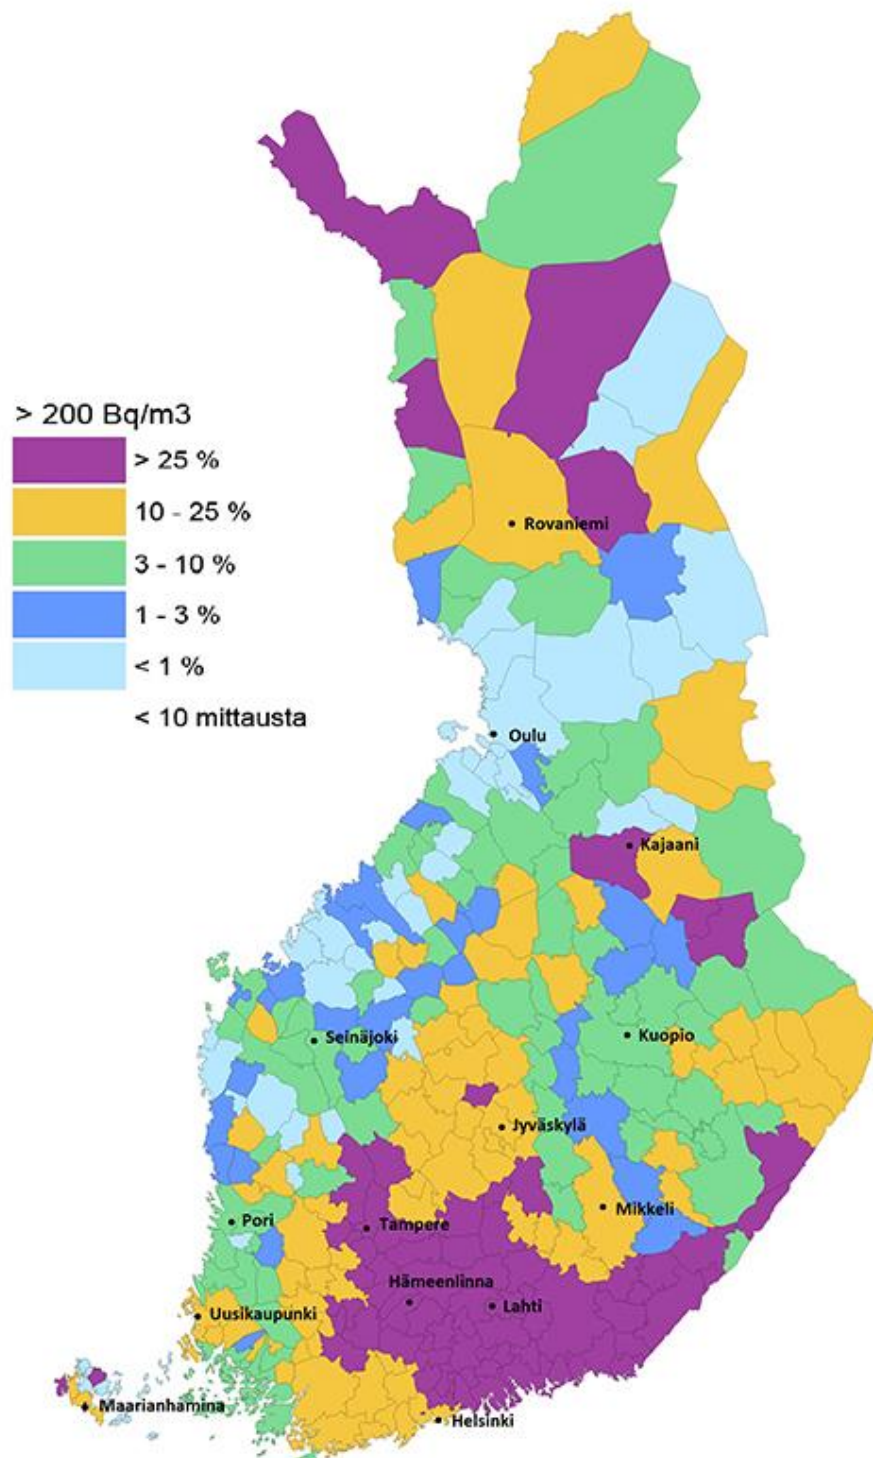 > 200 Bq/m3
> 25 %
10 - 25 %
3 - 10 %
1 - 3 %
< 1 %
< 10 mittausta
Rovaniemi
Oulu
Kajaani
Seinäjoki
Kuopio
Jyväskylä
Mikkeli
Pori
Tampere
Hämeenlinna
Lahti
Uusikaupunki
Maarianhamina
Helsinki